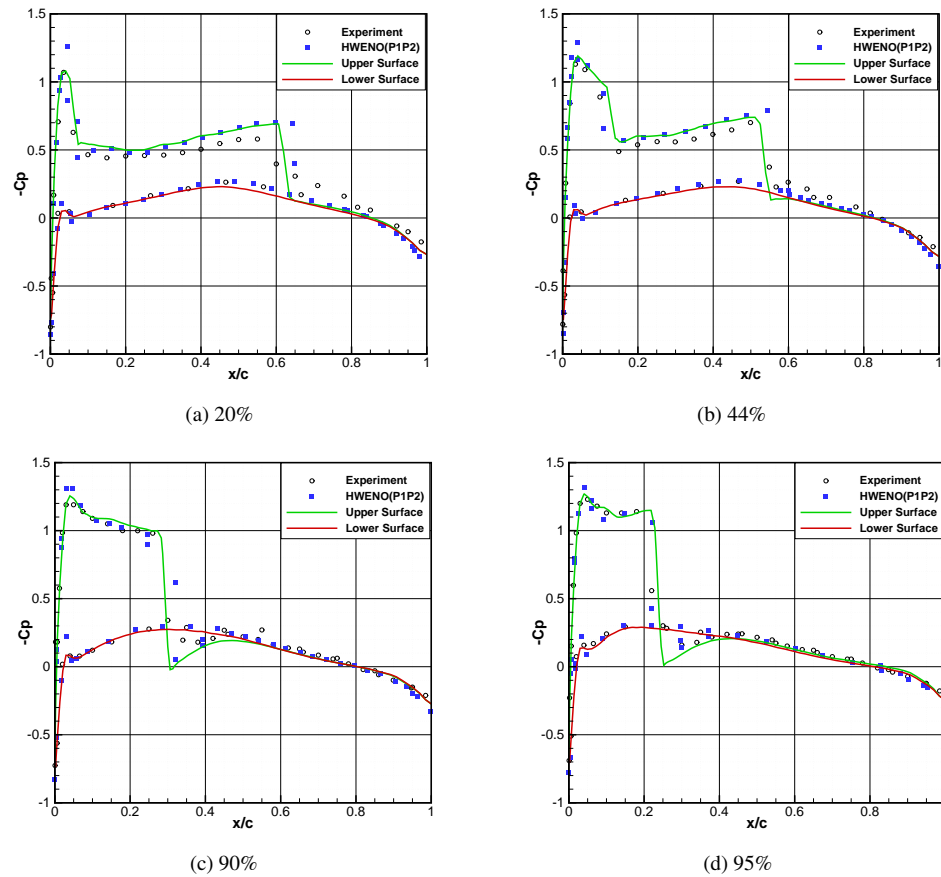 1.5
1
0.5
0
-0.5
-1
-Cp
0
0.2
0.4
0.6
0.8
1
x/c
Experiment
HWENO(P1P2)
Upper Surface
Lower Surface
(a) 20%
1.5
1
0.5
0
-0.5
-1
-Cp
0
0.2
0.4
0.6
0.8
1
x/c
Experiment
HWENO(P1P2)
Upper Surface
Lower Surface
(b) 44%
1.5
1
0.5
0
-0.5
-1
-Cp
0
0.2
0.4
0.6
0.8
1
x/c
Experiment
HWENO(P1P2)
Upper Surface
Lower Surface
(c) 90%
1.5
1
0.5
0
-0.5
-1
-Cp
0
0.2
0.4
0.6
0.8
x/c
Experiment
HWENO(P1P2)
Upper Surface
Lower Surface
(d) 95%